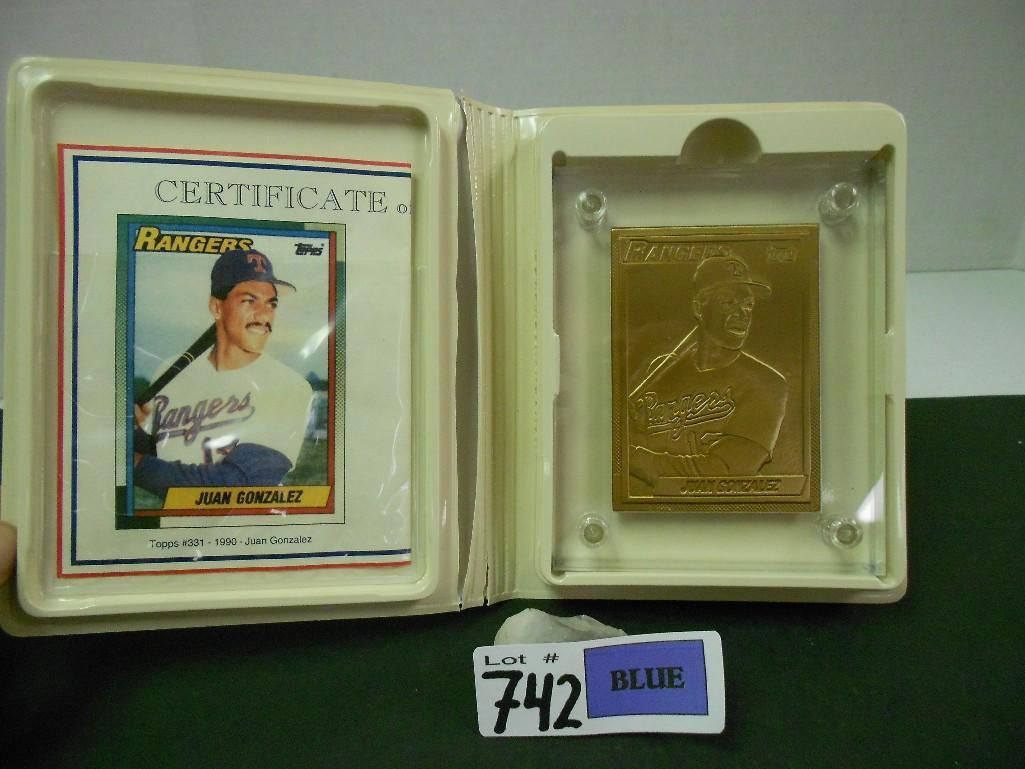 CERTIFICATE o
RANGERS TOPPS
T
Rangers
JUAN GONZALEZ
Topps #331 - 1990 - Juan Gonzalez
RANGERS TOPPS
T
Rangers
JUAN GONZALEZ
Lot #
742
BLUE